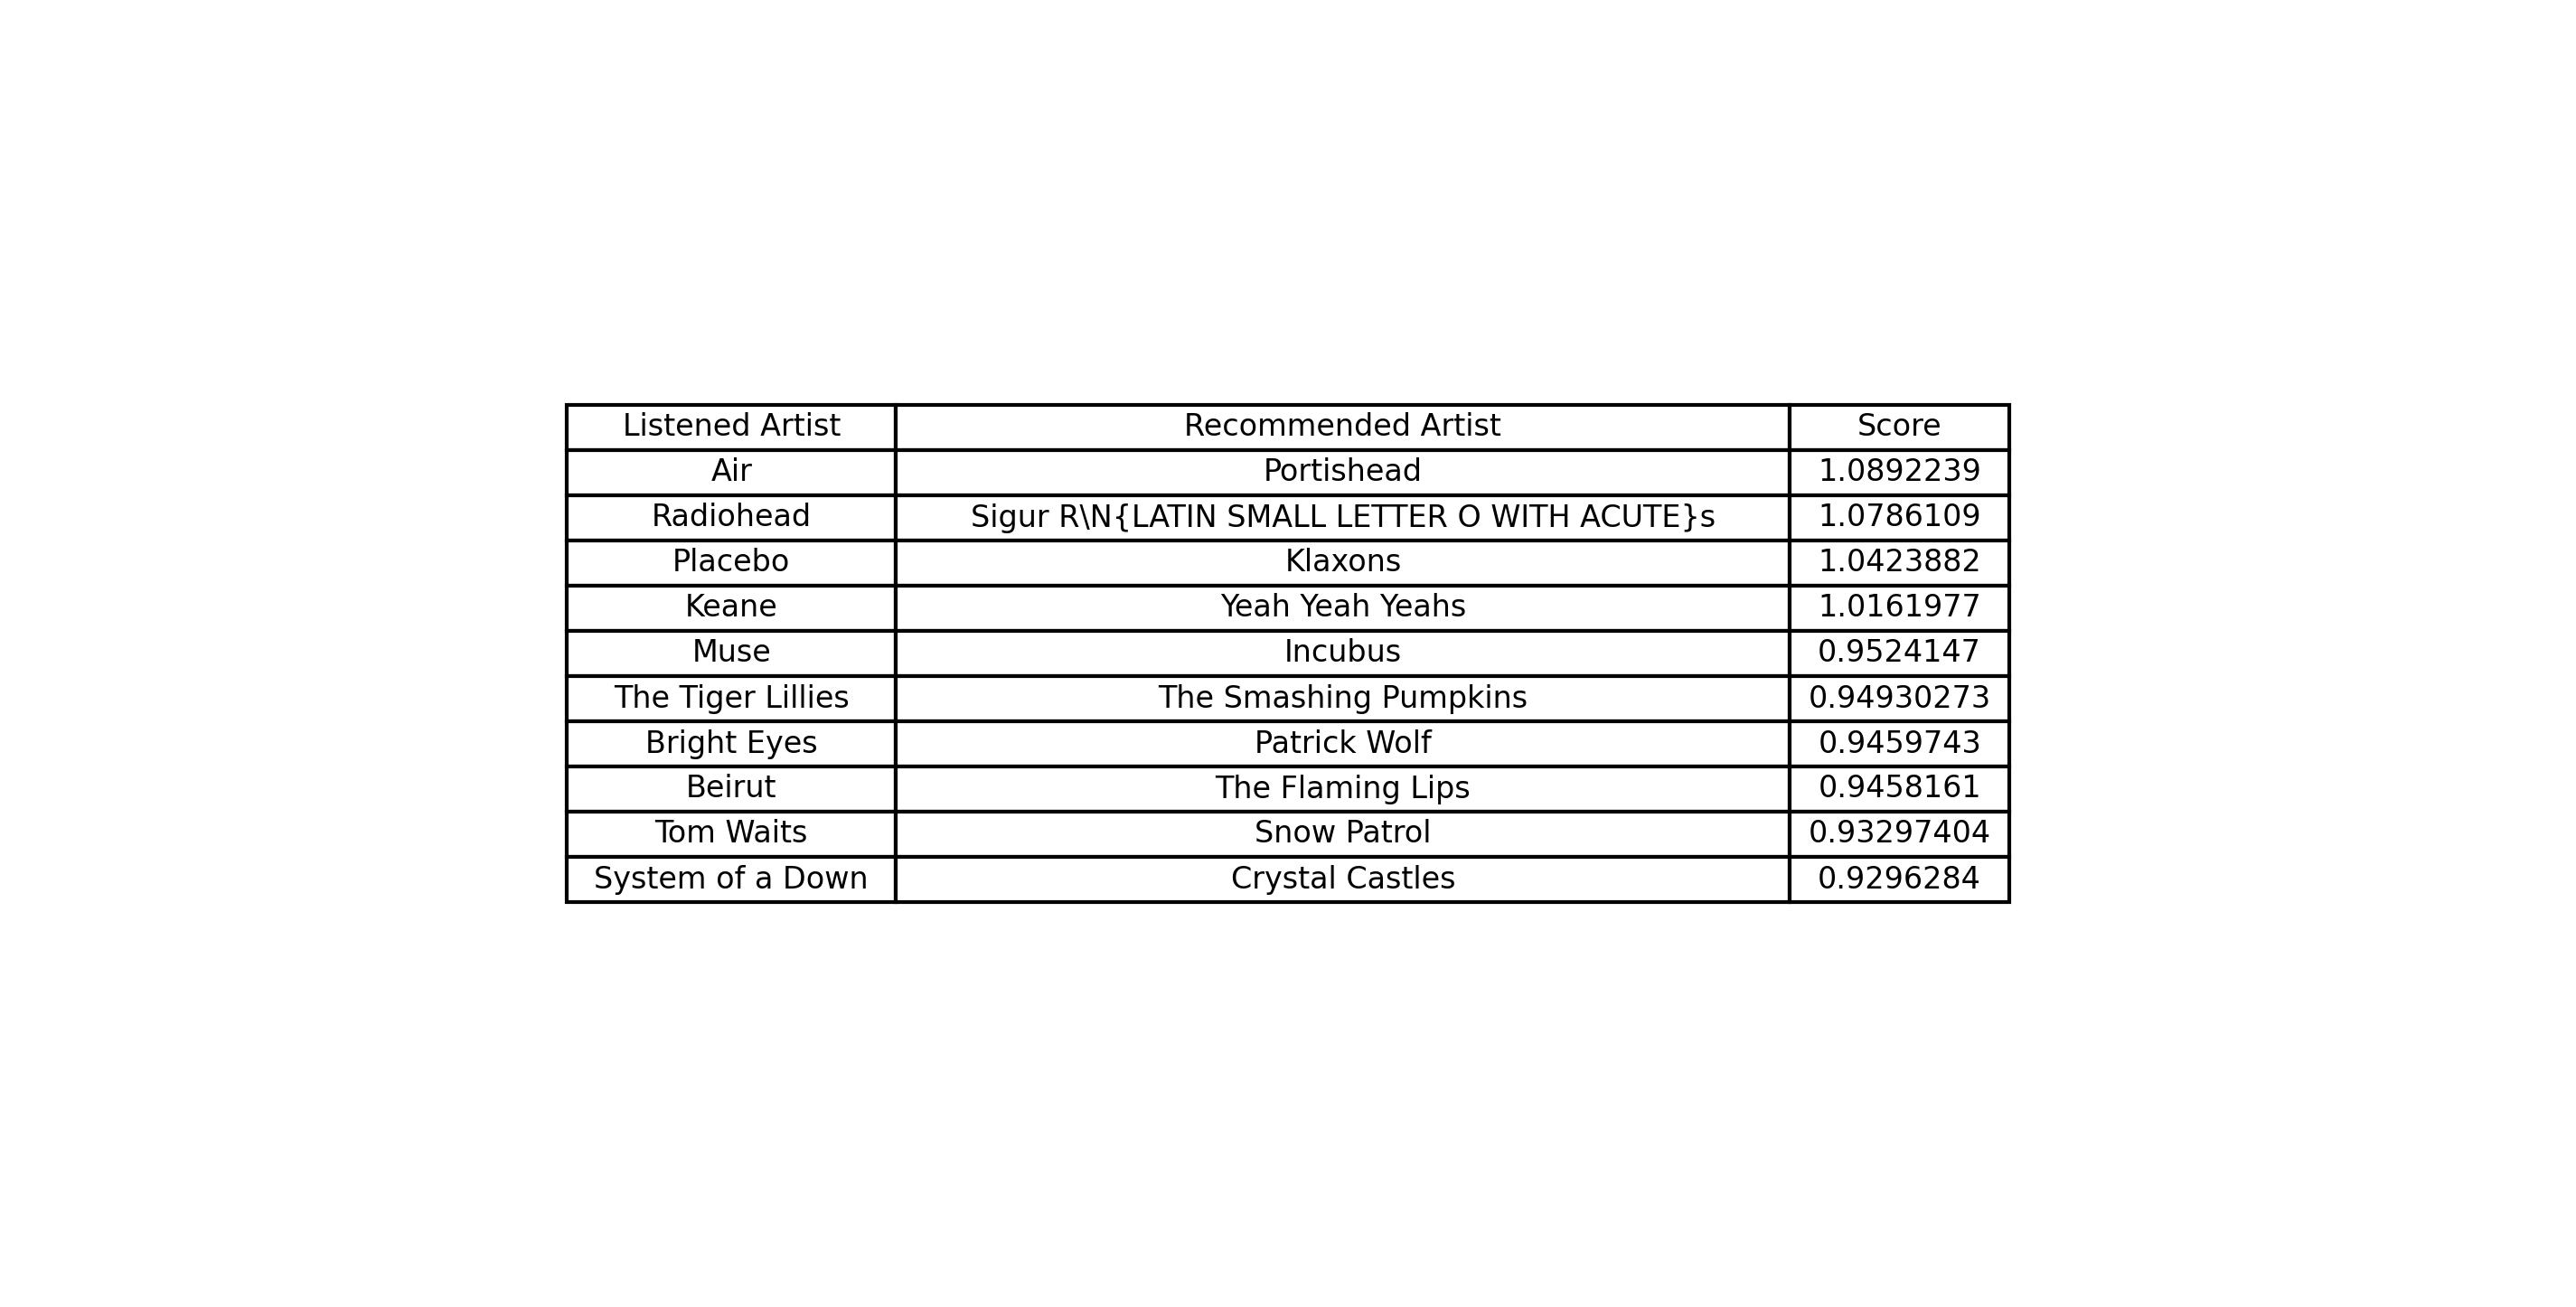 Listened Artist Recommended Artist Score
Air Portishead 1.0892239
Radiohead Sigur R\N{LATIN SMALL LETTER O WITH ACUTE}s 1.0786109
Placebo Klaxons 1.0423882
Keane Yeah Yeah Yeahs 1.0161977
Muse Incubus 0.9524147
The Tiger Lillies The Smashing Pumpkins 0.94930273
Bright Eyes Patrick Wolf 0.9459743
Beirut The Flaming Lips 0.9458161
Tom Waits Snow Patrol 0.93297404
System of a Down Crystal Castles 0.9296284